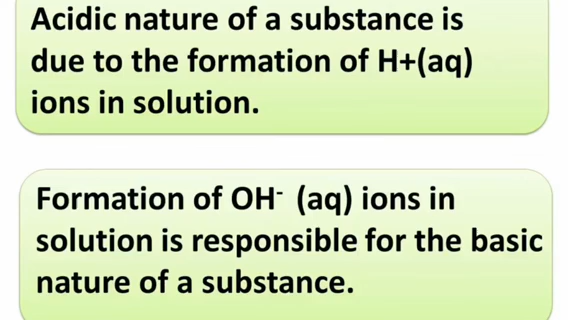 Acidic nature of a substance is
due to the formation of H+(aq)
ions in solution.
Formation of OH⁻ (aq) ions in
solution is responsible for the basic
nature of a substance.